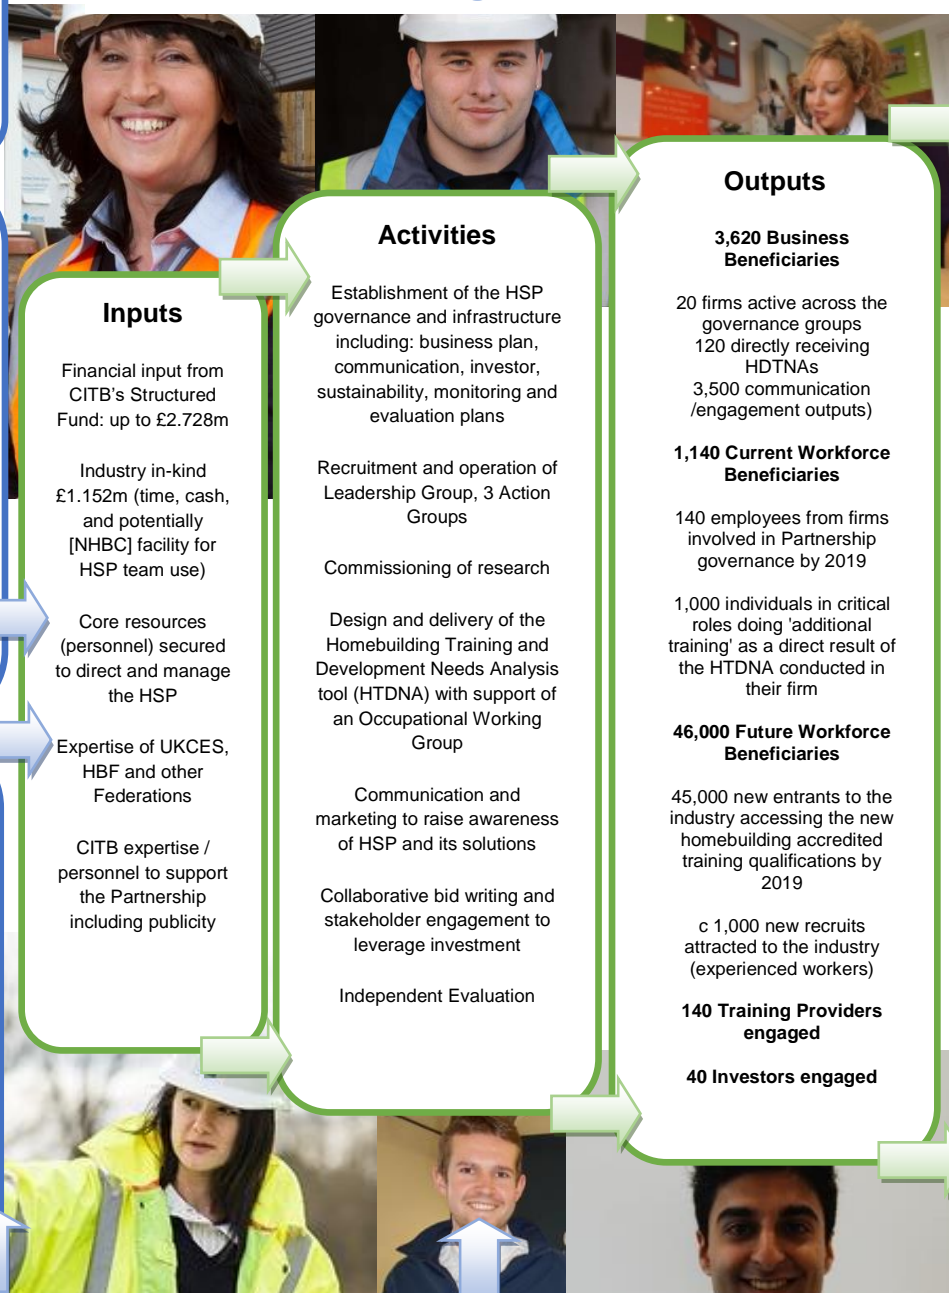 Inputs
Financial input from
CITB's Structured
Fund: up to £2.728m
Industry in-kind
£1.152m (time, cash,
and potentially
[NHBC] facility for
HSP team use)
Core resources
(personnel) secured
to direct and manage
the HSP
Expertise of UKCES,
HBF and other
Federations
CITB expertise /
personnel to support
the Partnership
including publicity
Activities
Establishment of the HSP
governance and infrastructure
including: business plan,
communication, investor,
sustainability, monitoring and
evaluation plans
Recruitment and operation of
Leadership Group, 3 Action
Groups
Commissioning of research
Design and delivery of the
Homebuilding Training and
Development Needs Analysis
tool (HTDNA) with support of
an Occupational Working
Group
Communication and
marketing to raise awareness
of HSP and its solutions
Collaborative bid writing and
stakeholder engagement to
leverage investment
Independent Evaluation
Outputs
3,620 Business
Beneficiaries
20 firms active across the
governance groups
120 directly receiving
HDTNAs
3,500 communication
/engagement outputs)
1,140 Current Workforce
Beneficiaries
140 employees from firms
involved in Partnership
governance by 2019
1,000 individuals in critical
roles doing 'additional
training' as a direct result of
the HTDNA conducted in
their firm
46,000 Future Workforce
Beneficiaries
45,000 new entrants to the
industry accessing the new
homebuilding accredited
training qualifications by
2019
c 1,000 new recruits
attracted to the industry
(experienced workers)
140 Training Providers
engaged
40 Investors engaged